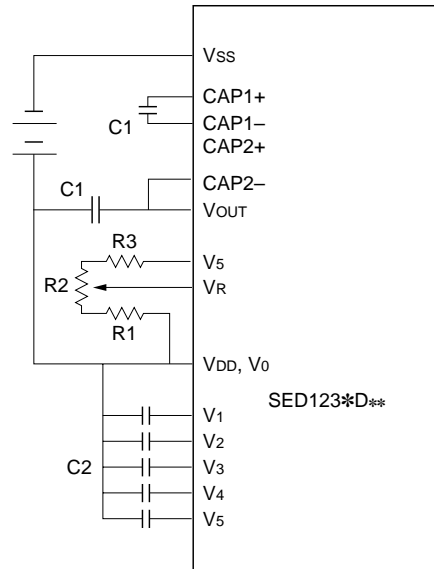 VSS
CAP1+
C1
CAP1–
CAP2+
CAP2–
C1
VOUT
R3
V5
R2
VR
R1
VDD, V0
SED123*D**
V1
V2
C2
V3
V4
V5